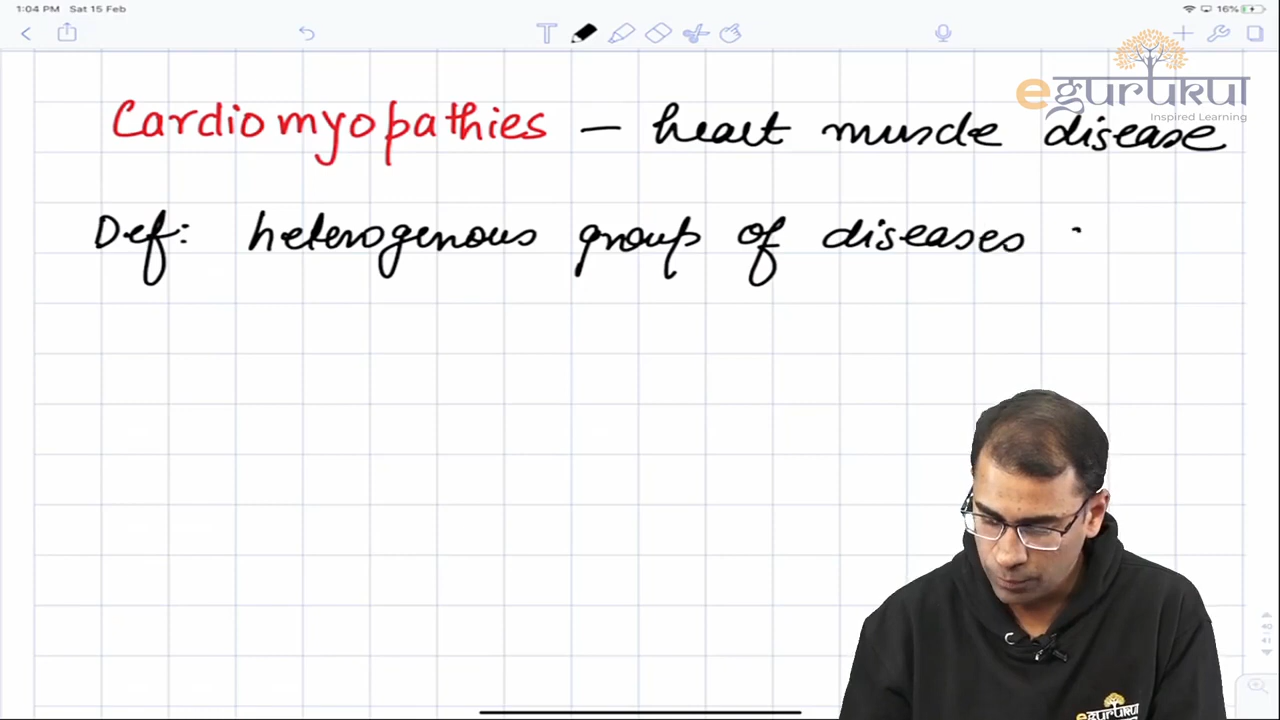 1:04 PM Sat 15 Feb
16%
egurukul
Inspired Learning
Cardiomyopathies – heart muscle disease
Def: heterogenous group of diseases
egurukul